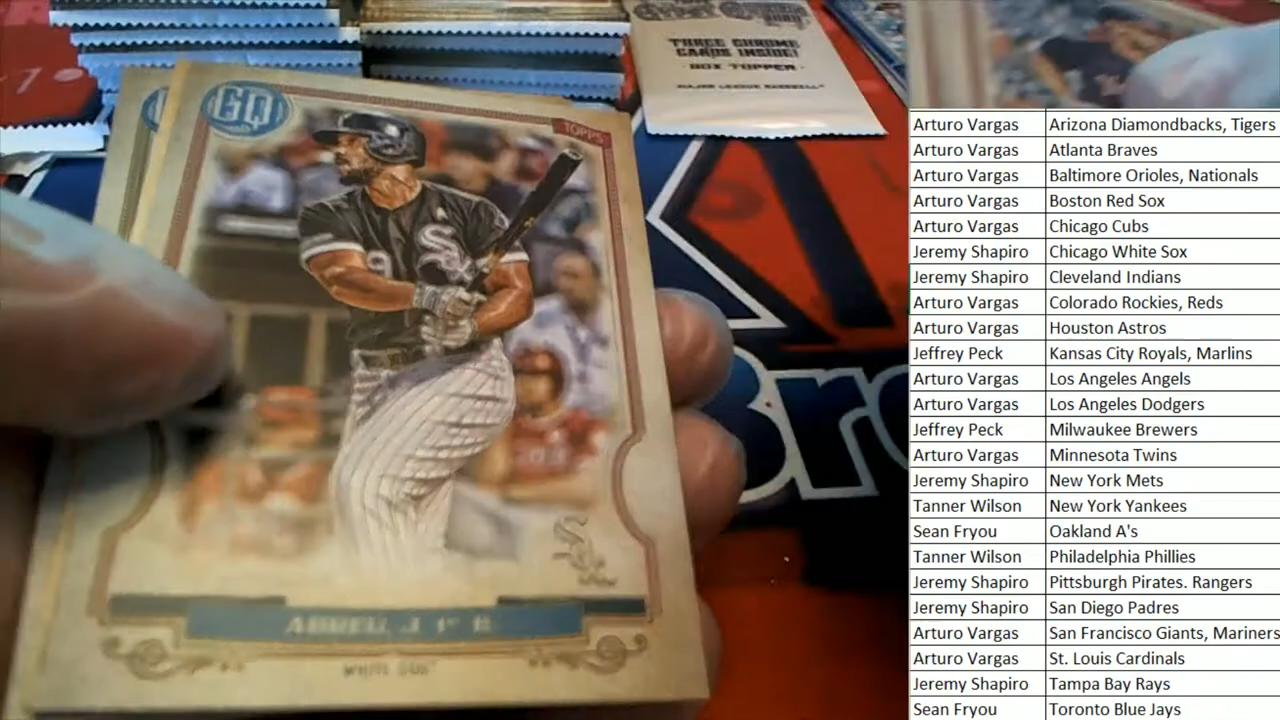 THREE CHROME
CARDS INSIDE!
BOX TOPPER
MAJOR LEAGUE BASEBALL
GQ
TOPPS
Sox
9
ABREU, J. 1st B.
WHITE SOX
Br
Arturo Vargas Arizona Diamondbacks, Tigers
Arturo Vargas Atlanta Braves
Arturo Vargas Baltimore Orioles, Nationals
Arturo Vargas Boston Red Sox
Arturo Vargas Chicago Cubs
Jeremy Shapiro Chicago White Sox
Jeremy Shapiro Cleveland Indians
Arturo Vargas Colorado Rockies, Reds
Arturo Vargas Houston Astros
Jeffrey Peck Kansas City Royals, Marlins
Arturo Vargas Los Angeles Angels
Arturo Vargas Los Angeles Dodgers
Jeffrey Peck Milwaukee Brewers
Arturo Vargas Minnesota Twins
Jeremy Shapiro New York Mets
Tanner Wilson New York Yankees
Sean Fryou Oakland A's
Tanner Wilson Philadelphia Phillies
Jeremy Shapiro Pittsburgh Pirates. Rangers
Jeremy Shapiro San Diego Padres
Arturo Vargas San Francisco Giants, Mariners
Arturo Vargas St. Louis Cardinals
Jeremy Shapiro Tampa Bay Rays
Sean Fryou Toronto Blue Jays